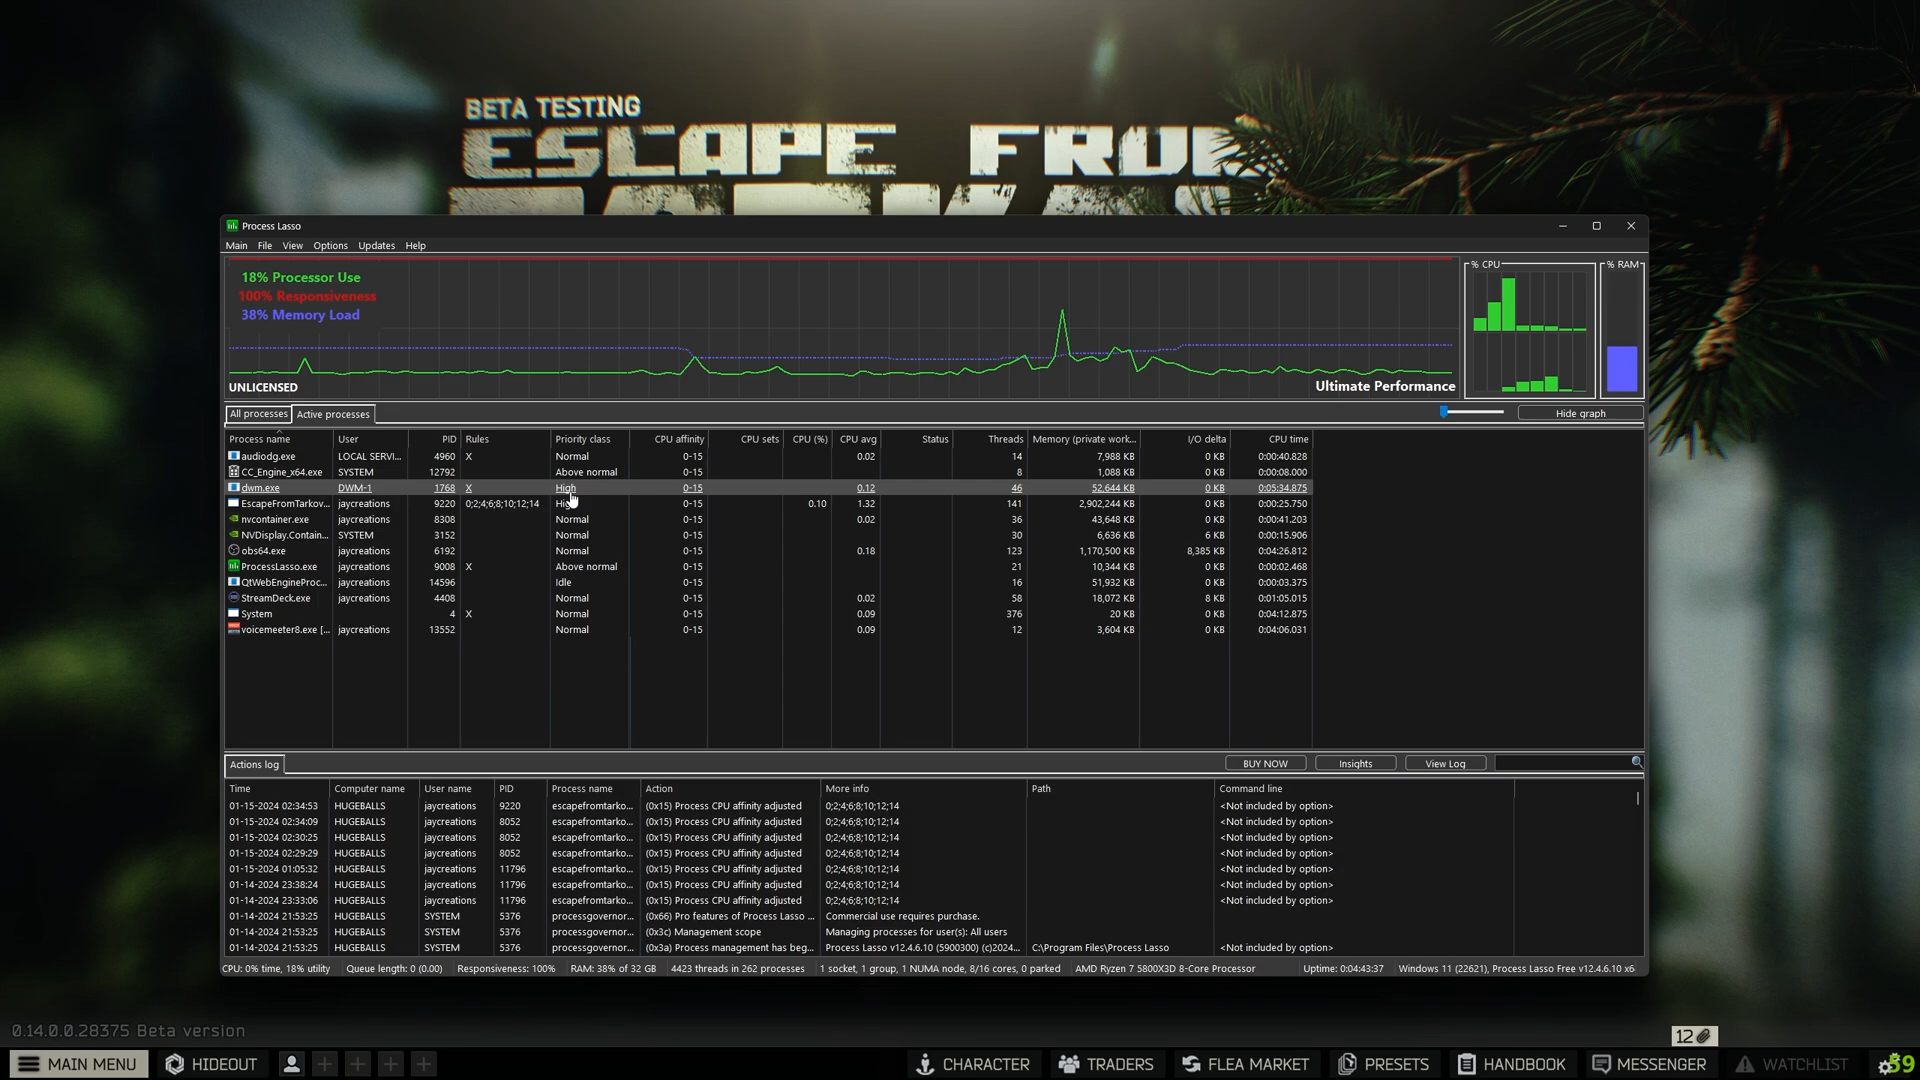 BETA TESTING
ESCAPE FROM
Process Lasso
Main File View Options Updates Help
18% Processor Use
100% Responsiveness
38% Memory Load
UNLICENSED
Ultimate Performance
% CPU
% RAM
All processes Active processes
Hide graph
Process name User PID Rules Priority class CPU affinity CPU sets CPU (%) CPU avg Status Threads Memory (private work... I/O delta CPU time
audiodg.exe LOCAL SERVI... 4960 X Normal 0-15 0.02 14 7,988 KB 0 KB 0:00:40.828
CC_Engine_x64.exe SYSTEM 12792 Above normal 0-15 8 1,088 KB 0 KB 0:00:08.000
dwm.exe DWM-1 1768 X High 0-15 0.12 46 52,644 KB 0 KB 0:05:34.875
EscapeFromTarkov... jaycreations 9220 0;2;4;6;8;10;12;14 High 0-15 0.10 1.32 141 2,902,244 KB 0 KB 0:00:25.750
nvcontainer.exe jaycreations 8308 Normal 0-15 0.02 36 43,648 KB 0 KB 0:00:41.203
NVDisplay.Contain... SYSTEM 3152 Normal 0-15 30 6,636 KB 6 KB 0:00:15.906
obs64.exe jaycreations 6192 Normal 0-15 0.18 123 1,170,500 KB 8,385 KB 0:04:26.812
ProcessLasso.exe jaycreations 9008 X Above normal 0-15 21 10,344 KB 0 KB 0:00:02.468
QtWebEngineProc... jaycreations 14596 Idle 0-15 16 51,932 KB 0 KB 0:00:03.375
StreamDeck.exe jaycreations 4408 Normal 0-15 0.02 58 18,072 KB 8 KB 0:01:05.015
System 4 X Normal 0-15 0.09 376 20 KB 0 KB 0:04:12.875
voicemeeter8.exe [... jaycreations 13552 Normal 0-15 0.09 12 3,604 KB 0 KB 0:04:06.031
Actions log
BUY NOW Insights View Log
Time Computer name User name PID Process name Action More info Path Command line
01-15-2024 02:34:53 HUGEBALLS jaycreations 9220 escapefromtarko... (0x15) Process CPU affinity adjusted 0;2;4;6;8;10;12;14 <Not included by option>
01-15-2024 02:34:09 HUGEBALLS jaycreations 8052 escapefromtarko... (0x15) Process CPU affinity adjusted 0;2;4;6;8;10;12;14 <Not included by option>
01-15-2024 02:30:25 HUGEBALLS jaycreations 8052 escapefromtarko... (0x15) Process CPU affinity adjusted 0;2;4;6;8;10;12;14 <Not included by option>
01-15-2024 02:29:29 HUGEBALLS jaycreations 8052 escapefromtarko... (0x15) Process CPU affinity adjusted 0;2;4;6;8;10;12;14 <Not included by option>
01-15-2024 01:05:32 HUGEBALLS jaycreations 11796 escapefromtarko... (0x15) Process CPU affinity adjusted 0;2;4;6;8;10;12;14 <Not included by option>
01-14-2024 23:38:24 HUGEBALLS jaycreations 11796 escapefromtarko... (0x15) Process CPU affinity adjusted 0;2;4;6;8;10;12;14 <Not included by option>
01-14-2024 23:33:06 HUGEBALLS jaycreations 11796 escapefromtarko... (0x15) Process CPU affinity adjusted 0;2;4;6;8;10;12;14 <Not included by option>
01-14-2024 21:53:25 HUGEBALLS SYSTEM 5376 processgovernor... (0x66) Pro features of Process Lasso ... Commercial use requires purchase.
01-14-2024 21:53:25 HUGEBALLS SYSTEM 5376 processgovernor... (0x3c) Management scope Managing processes for user(s): All users
01-14-2024 21:53:25 HUGEBALLS SYSTEM 5376 processgovernor... (0x3a) Process management has beg... Process Lasso v12.4.6.10 (5900300) (c)2024... C:\Program Files\Process Lasso <Not included by option>
CPU: 0% time, 18% utility Queue length: 0 (0.00) Responsiveness: 100% RAM: 38% of 32 GB 4423 threads in 262 processes 1 socket, 1 group, 1 NUMA node, 8/16 cores, 0 parked AMD Ryzen 7 5800X3D 8-Core Processor Uptime: 0:04:43:37 Windows 11 (22621), Process Lasso Free v12.4.6.10 x6
0.14.0.0.28375 Beta version
12
MAIN MENU HIDEOUT CHARACTER TRADERS FLEA MARKET PRESETS HANDBOOK MESSENGER WATCHLIST 59